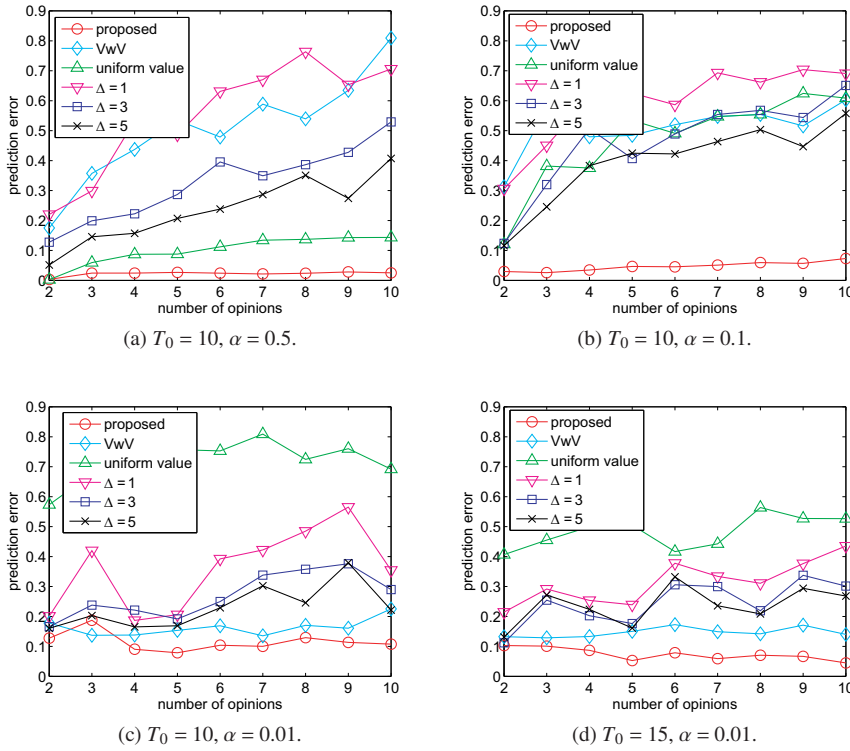 0.9
0.8
0.7
0.6
0.5
0.4
0.3
0.2
0.1
0
prediction error
proposed
VwV
uniform value
Δ = 1
Δ = 3
Δ = 5
2 3 4 5 6 7 8 9 10
number of opinions
(a) T₀ = 10, α = 0.5.
0.9
0.8
0.7
0.6
0.5
0.4
0.3
0.2
0.1
0
prediction error
proposed
VwV
uniform value
Δ = 1
Δ = 3
Δ = 5
2 3 4 5 6 7 8 9 10
number of opinions
(b) T₀ = 10, α = 0.1.
0.9
0.8
0.7
0.6
0.5
0.4
0.3
0.2
0.1
0
prediction error
proposed
VwV
uniform value
Δ = 1
Δ = 3
Δ = 5
2 3 4 5 6 7 8 9 10
number of opinions
(c) T₀ = 10, α = 0.01.
0.9
0.8
0.7
0.6
0.5
0.4
0.3
0.2
0.1
0
prediction error
proposed
VwV
uniform value
Δ = 1
Δ = 3
Δ = 5
2 3 4 5 6 7 8 9 10
number of opinions
(d) T₀ = 15, α = 0.01.